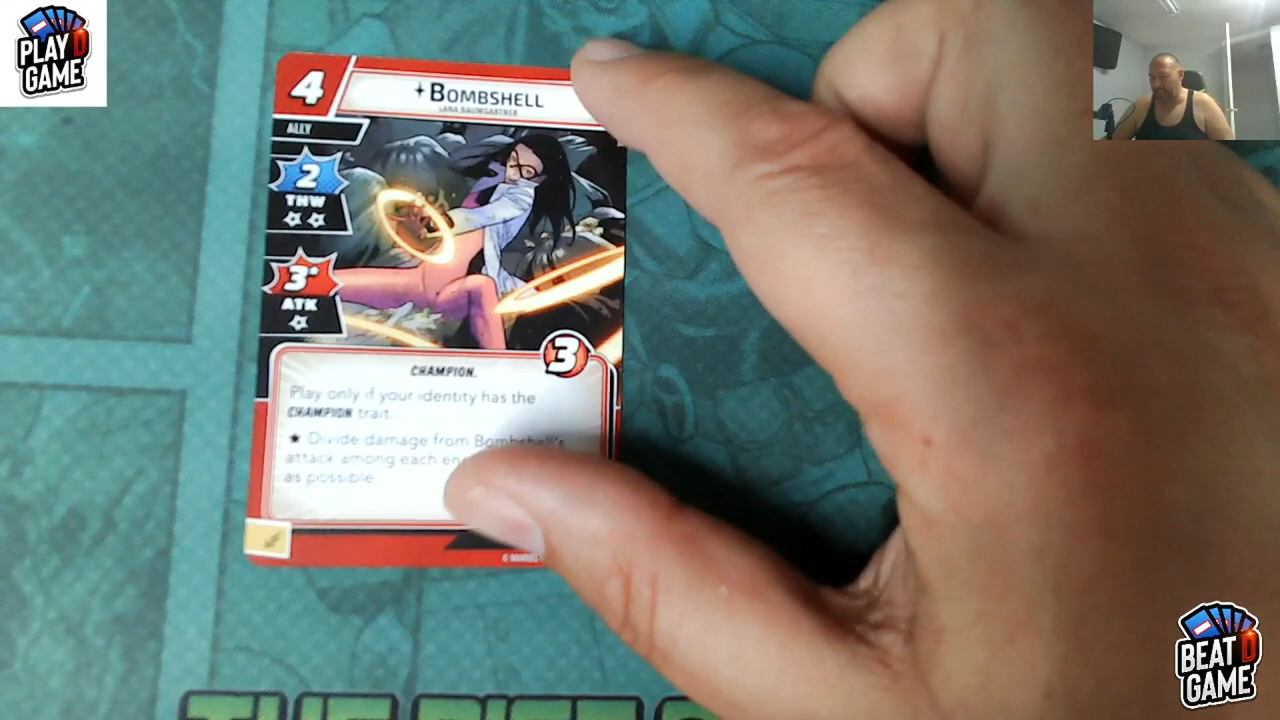 PLAY D
GAME
4
BOMBSHELL
LANA BAUMGARTNER
ALLY
2
THW
3
ATK
3
CHAMPION.
Play only if your identity has the
CHAMPION trait.
★ Divide damage from Bombshell's
attack among each
as possible
© MARVEL
BEAT D
GAME